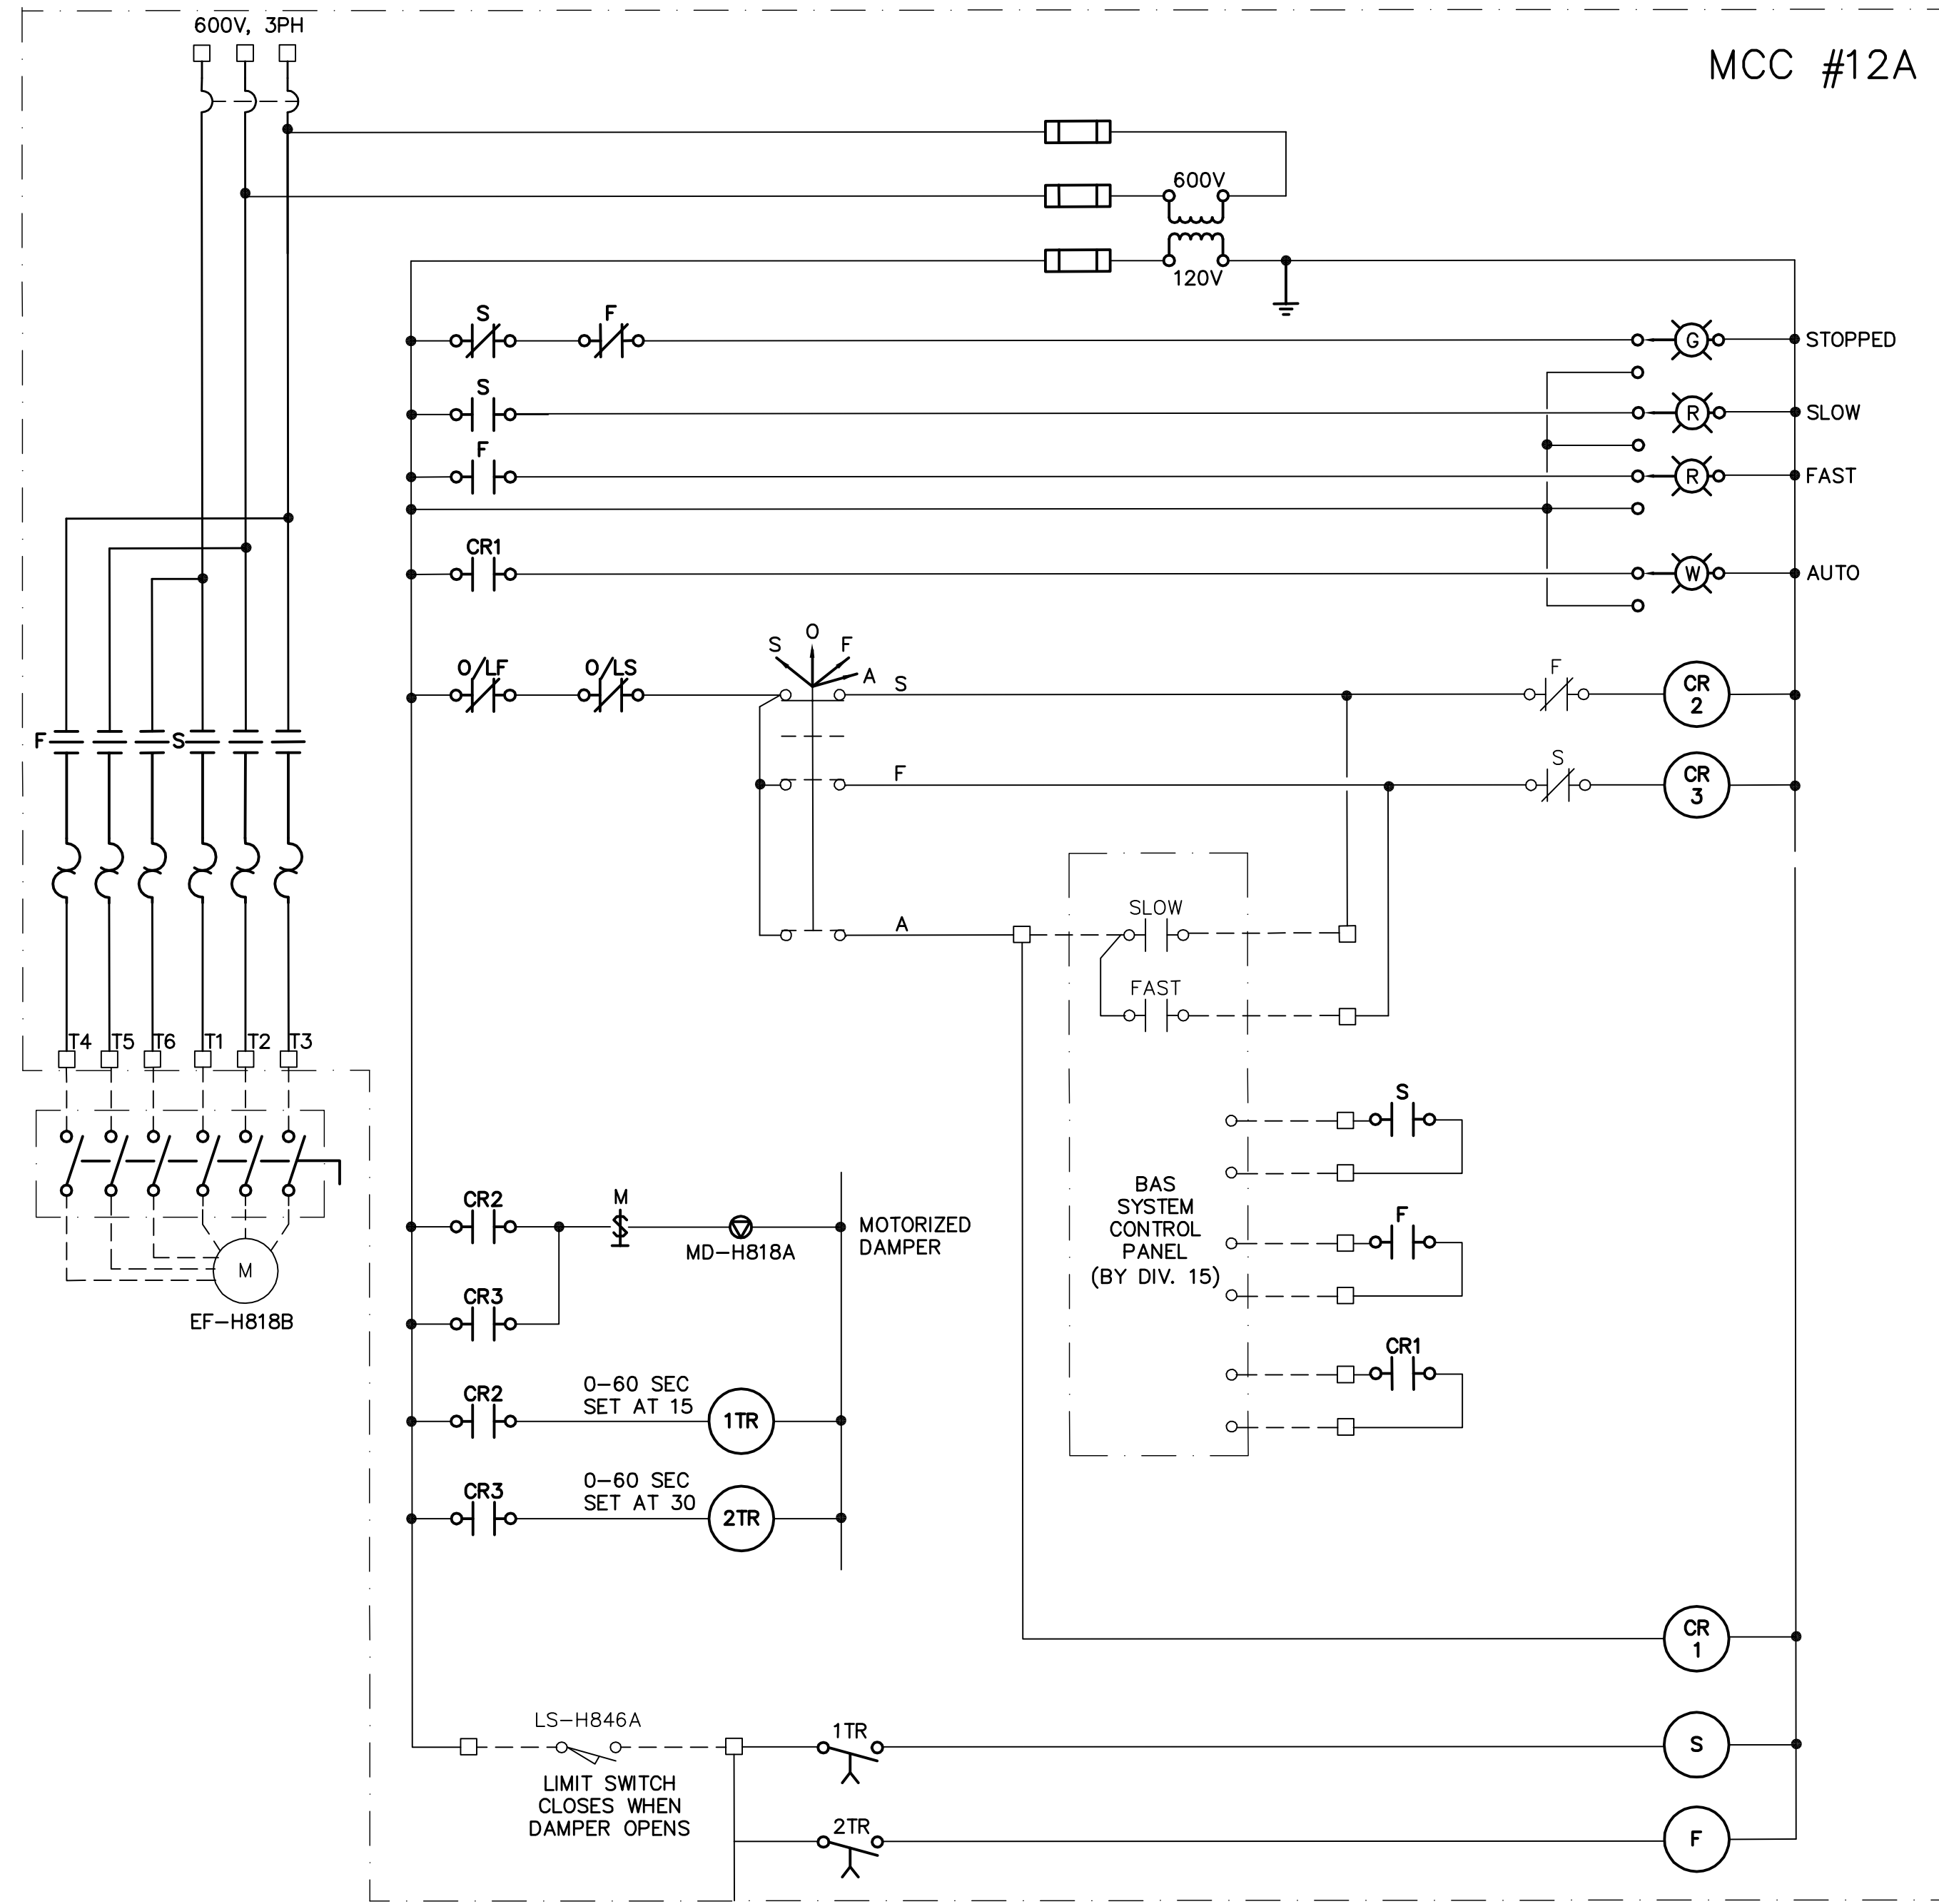 600V, 3PH
MCC #12A
600V
120V
S
F
G
STOPPED
S
R
SLOW
F
R
FAST
CR1
W
AUTO
O/LF
O/LS
S
O
F
A
S
F
CR
2
F
S
CR
3
F
S
SLOW
A
FAST
T4
T5
T6
T1
T2
T3
S
BAS
SYSTEM
CONTROL
PANEL
(BY DIV. 15)
CR2
M
MD-H818A
MOTORIZED
DAMPER
F
M
EF-H818B
CR3
CR1
CR2
0-60 SEC
SET AT 15
1TR
CR3
0-60 SEC
SET AT 30
2TR
CR
1
LS-H846A
LIMIT SWITCH
CLOSES WHEN
DAMPER OPENS
1TR
S
2TR
F